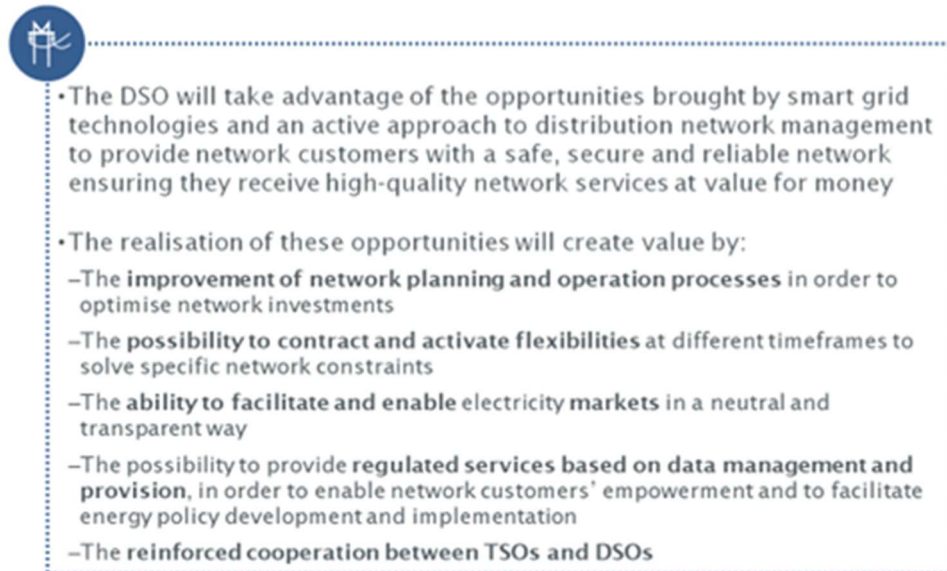 •The DSO will take advantage of the opportunities brought by smart grid
technologies and an active approach to distribution network management
to provide network customers with a safe, secure and reliable network
ensuring they receive high-quality network services at value for money
•The realisation of these opportunities will create value by:
–The improvement of network planning and operation processes in order to
optimise network investments
–The possibility to contract and activate flexibilities at different timeframes to
solve specific network constraints
–The ability to facilitate and enable electricity markets in a neutral and
transparent way
–The possibility to provide regulated services based on data management and
provision, in order to enable network customers' empowerment and to facilitate
energy policy development and implementation
–The reinforced cooperation between TSOs and DSOs